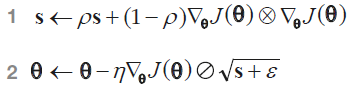 1 s ← ρs + (1 − ρ)∇θJ(θ) ⊗ ∇θJ(θ)
2 θ ← θ − η∇θJ(θ) ⊘ √s + ε